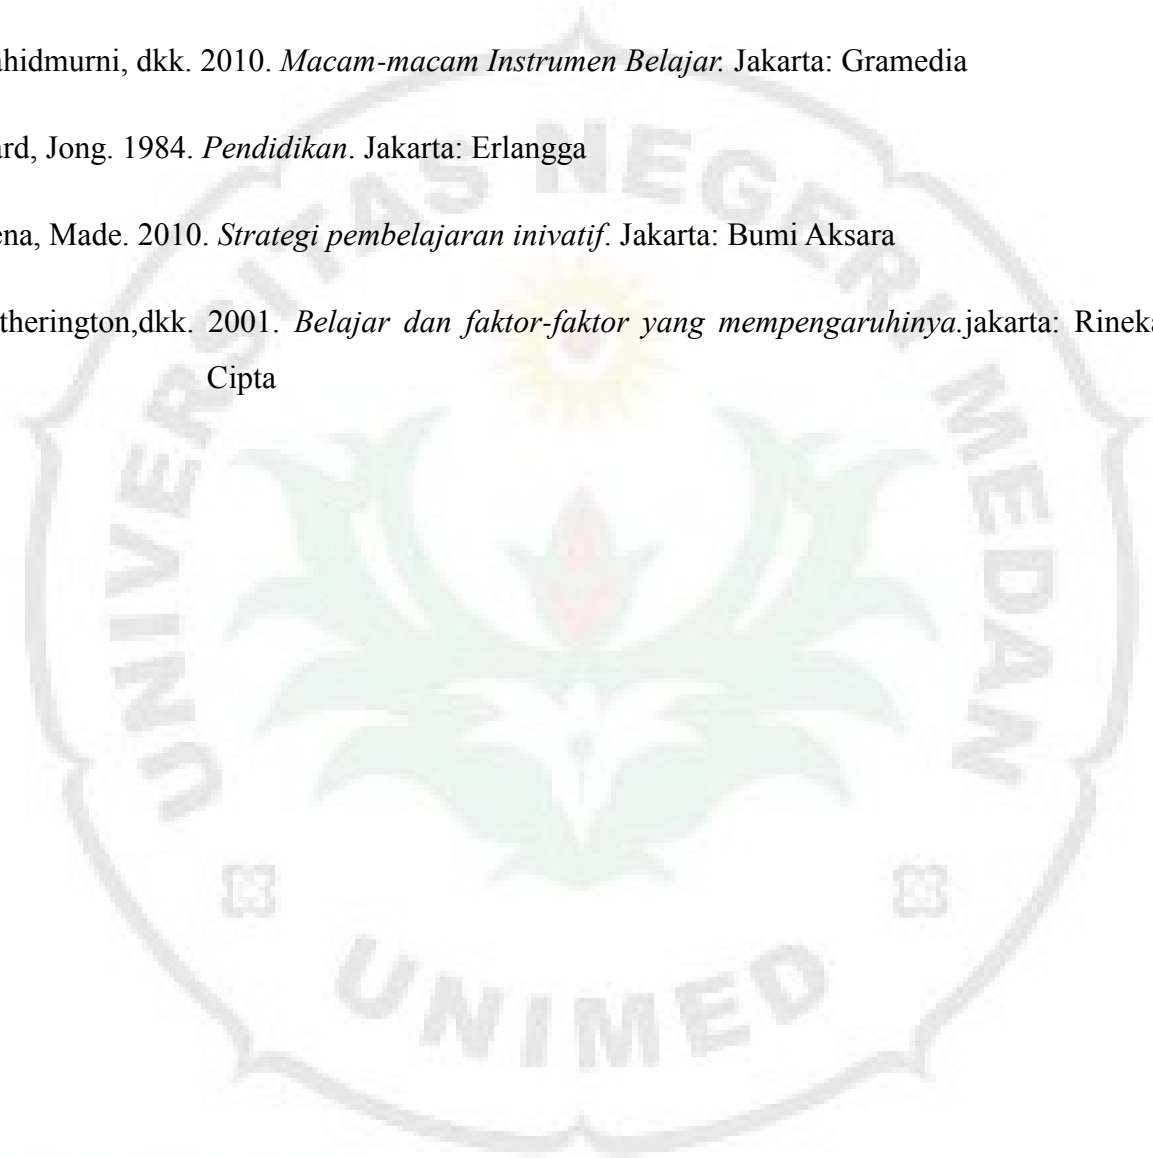 ahidmurni, dkk. 2010. Macam-macam Instrumen Belajar. Jakarta: Gramedia
ard, Jong. 1984. Pendidikan. Jakarta: Erlangga
ena, Made. 2010. Strategi pembelajaran inivatif. Jakarta: Bumi Aksara
therington,dkk. 2001. Belajar dan faktor-faktor yang mempengaruhinya.jakarta: Rineka
Cipta
UNIVERSITAS NEGERI MEDAN
UNIMED